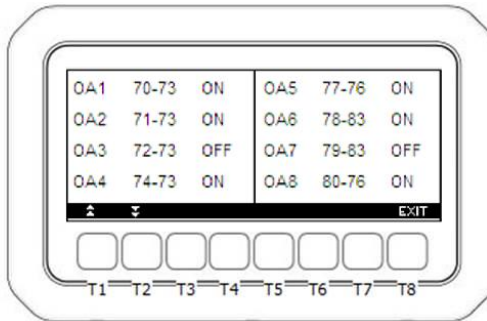 OA1 70-73 ON OA5 77-76 ON
OA2 71-73 ON OA6 78-83 ON
OA3 72-73 OFF OA7 79-83 OFF
OA4 74-73 ON OA8 80-76 ON
EXIT
T1 T2 T3 T4 T5 T6 T7 T8